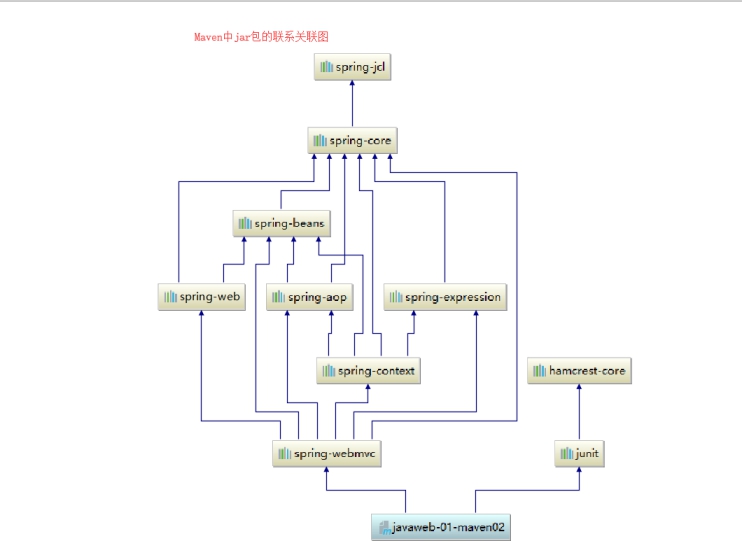 Maven中jar包的联系关联图
spring-jcl
spring-core
spring-beans
spring-web
spring-aop
spring-expression
spring-context
hamcrest-core
spring-webmvc
junit
javaweb-01-maven02